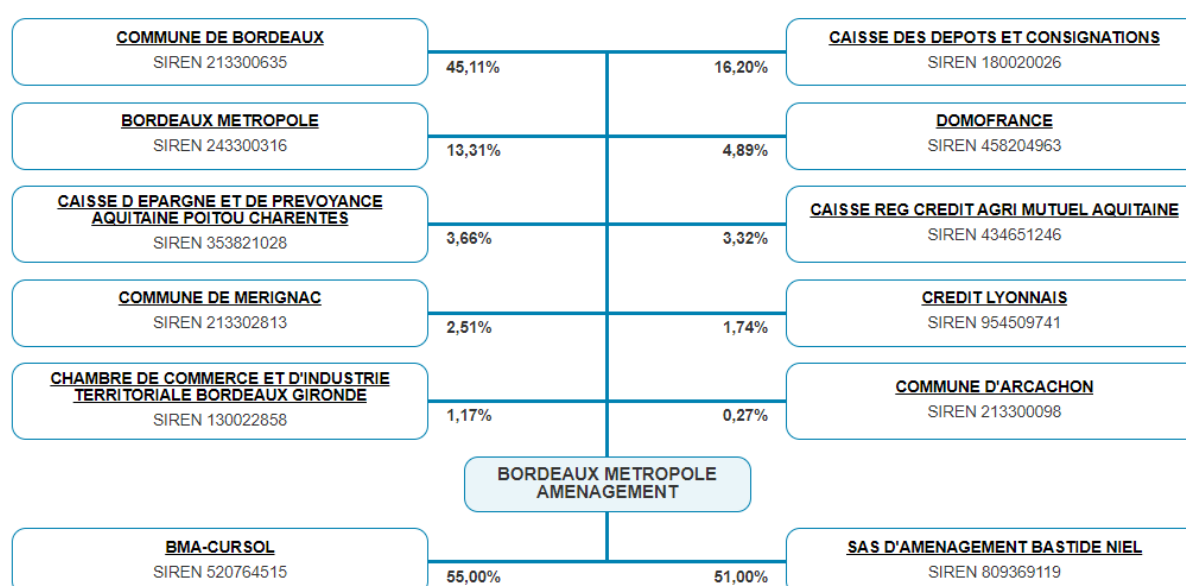 COMMUNE DE BORDEAUX
SIREN 213300635
45,11%
CAISSE DES DEPOTS ET CONSIGNATIONS
SIREN 180020026
16,20%
BORDEAUX METROPOLE
SIREN 243300316
13,31%
DOMOFRANCE
SIREN 458204963
4,89%
CAISSE D EPARGNE ET DE PREVOYANCE
AQUITAINE POITOU CHARENTES
SIREN 353821028
3,66%
CAISSE REG CREDIT AGRI MUTUEL AQUITAINE
SIREN 434651246
3,32%
COMMUNE DE MERIGNAC
SIREN 213302813
2,51%
CREDIT LYONNAIS
SIREN 954509741
1,74%
CHAMBRE DE COMMERCE ET D'INDUSTRIE
TERRITORIALE BORDEAUX GIRONDE
SIREN 130022858
1,17%
COMMUNE D'ARCACHON
SIREN 213300098
0,27%
BORDEAUX METROPOLE
AMENAGEMENT
BMA-CURSOL
SIREN 520764515
55,00%
SAS D'AMENAGEMENT BASTIDE NIEL
SIREN 809369119
51,00%